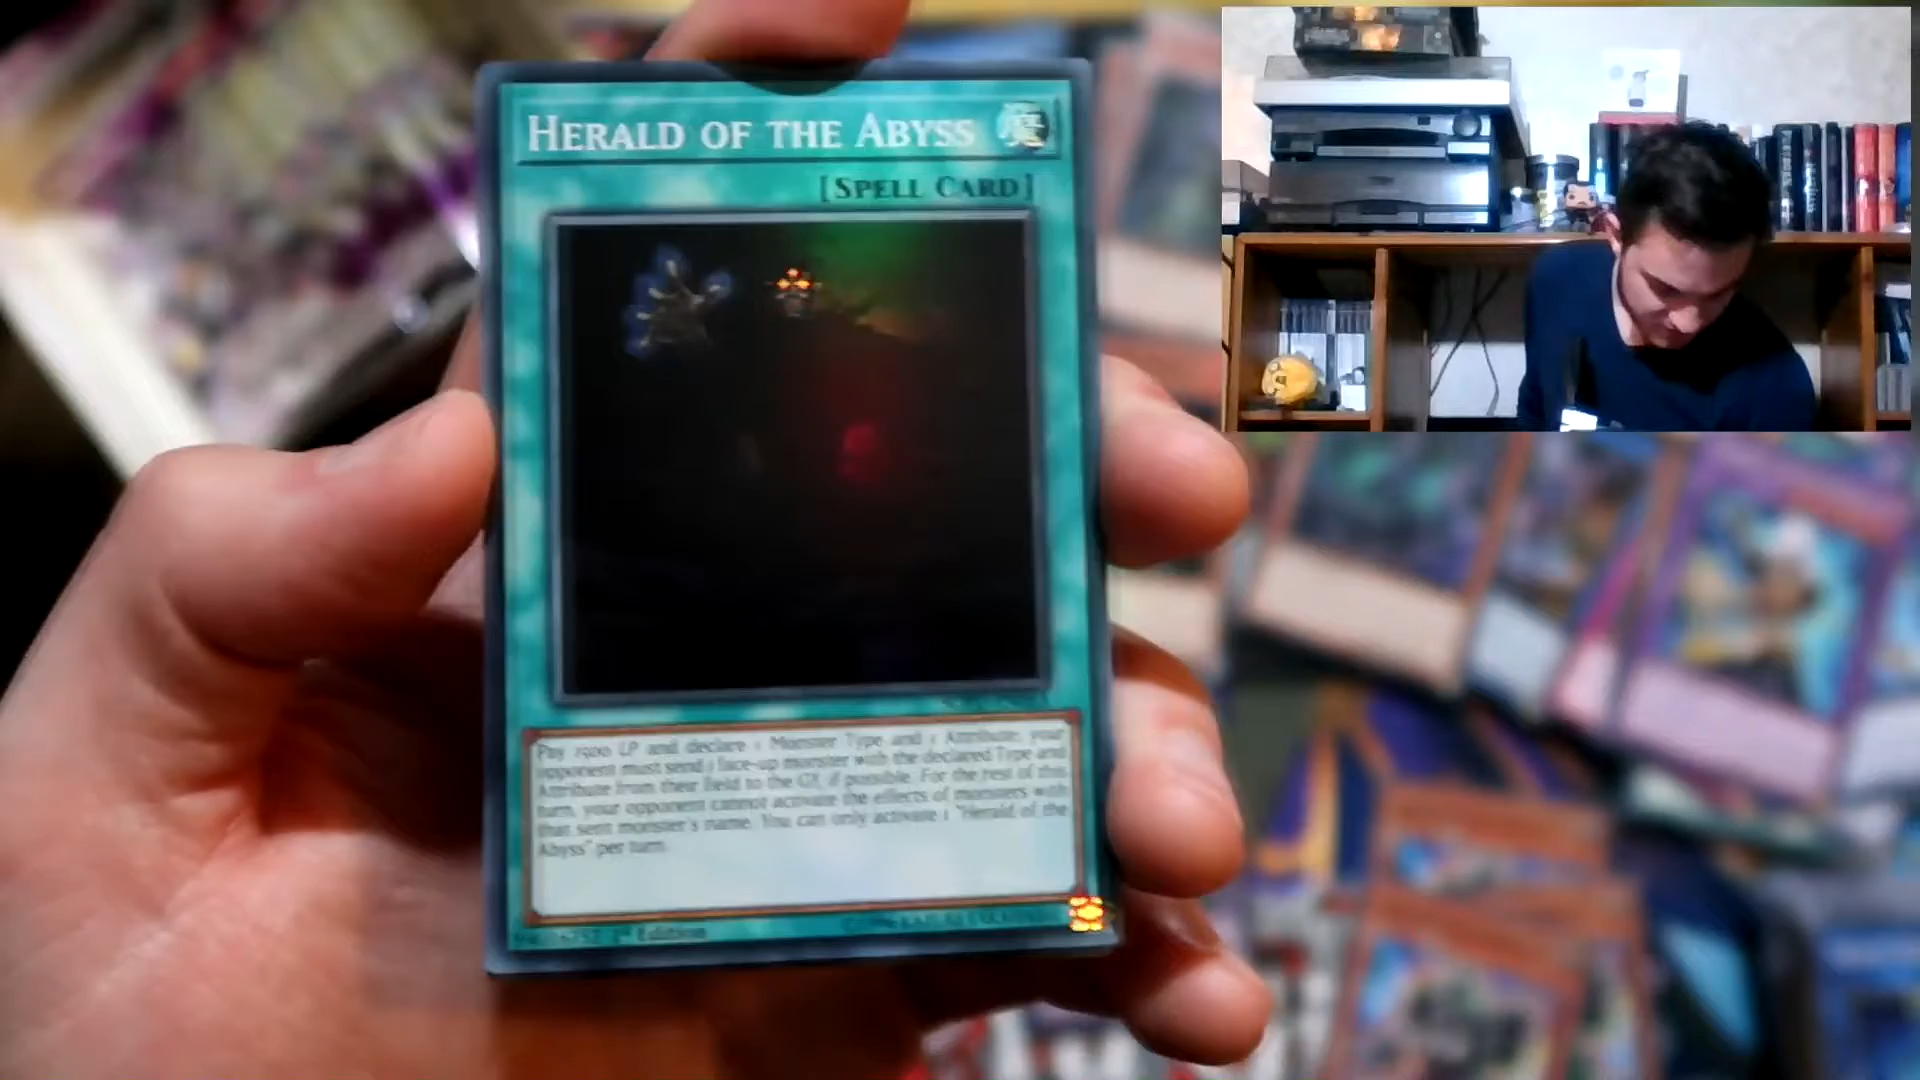 HERALD OF THE ABYSS 魔
[SPELL CARD]
Pay 1500 LP and declare 1 Monster Type and 1 Attribute; your
opponent must send 1 face-up monster with the declared Type and
Attribute from their field to the GY, if possible. For the rest of this
turn, your opponent cannot activate the effects of monsters with
that sent monster's name. You can only activate 1 "Herald of the
Abyss" per turn.
1st Edition